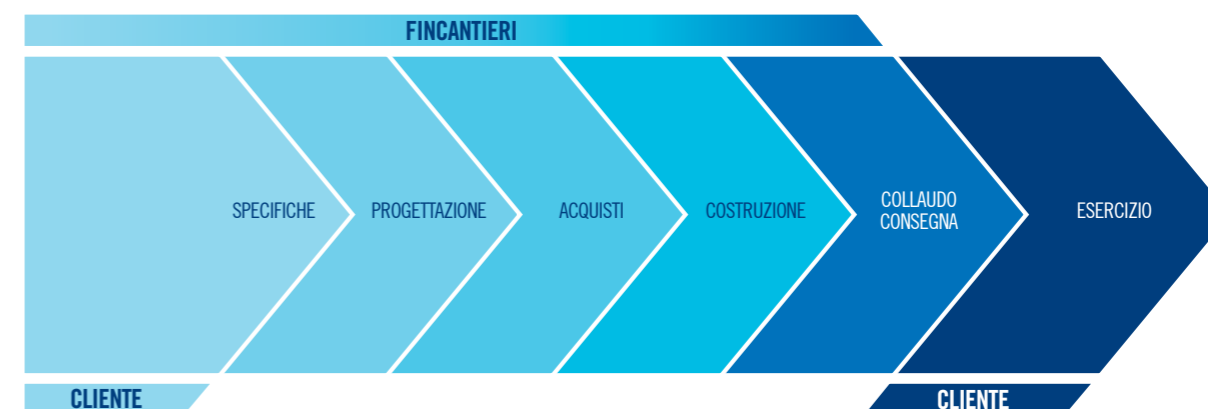 FINCANTIERI
SPECIFICHE
PROGETTAZIONE
ACQUISTI
COSTRUZIONE
COLLAUDO
CONSEGNA
ESERCIZIO
CLIENTE
CLIENTE